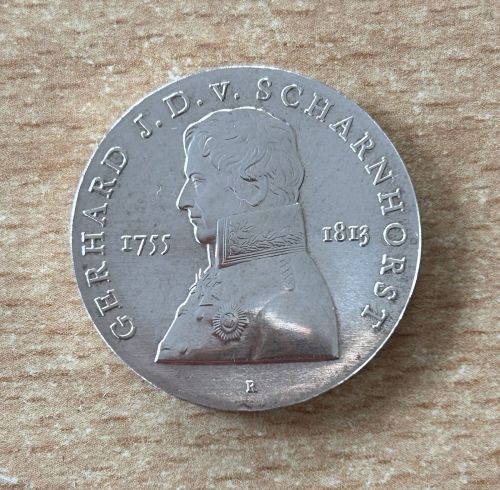 GERHARD J. D. V. SCHARNHORST
1755 1813
R